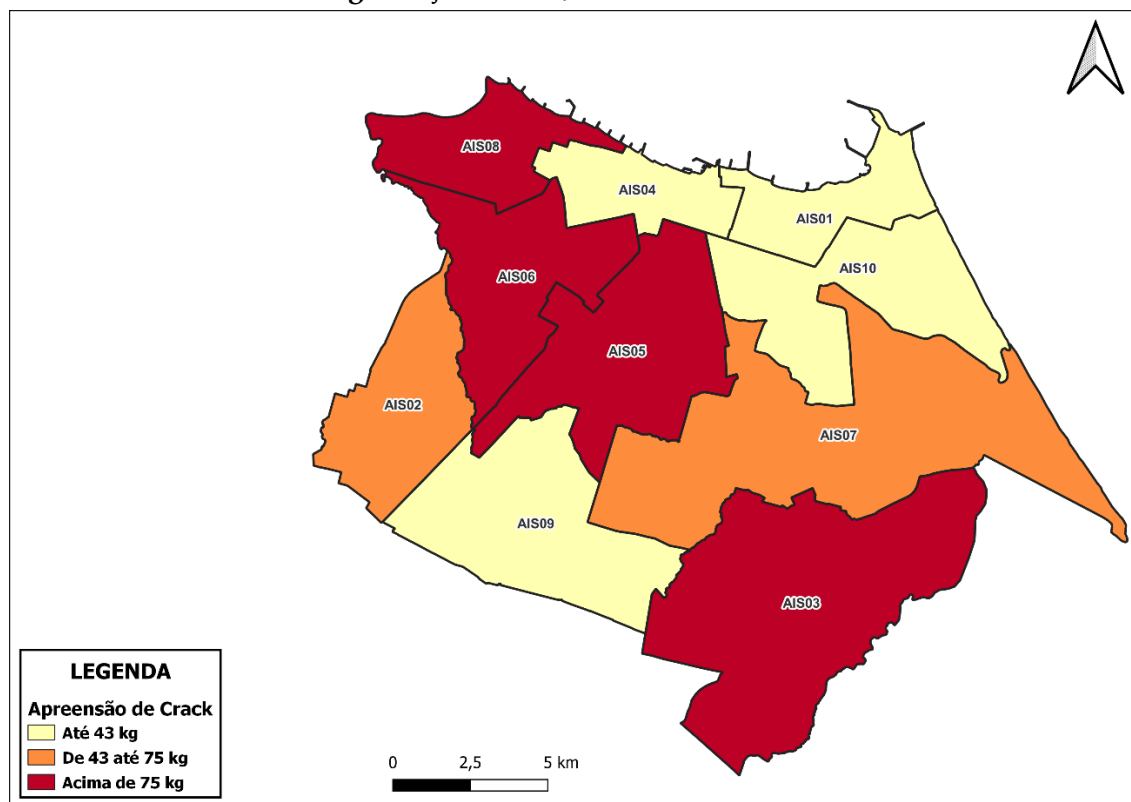 AIS08
AIS04
AIS01
AIS10
AIS06
AIS05
AIS02
AIS07
AIS09
AIS03
LEGENDA
Apreensão de Crack
Até 43 kg
De 43 até 75 kg
Acima de 75 kg
0 2,5 5 km